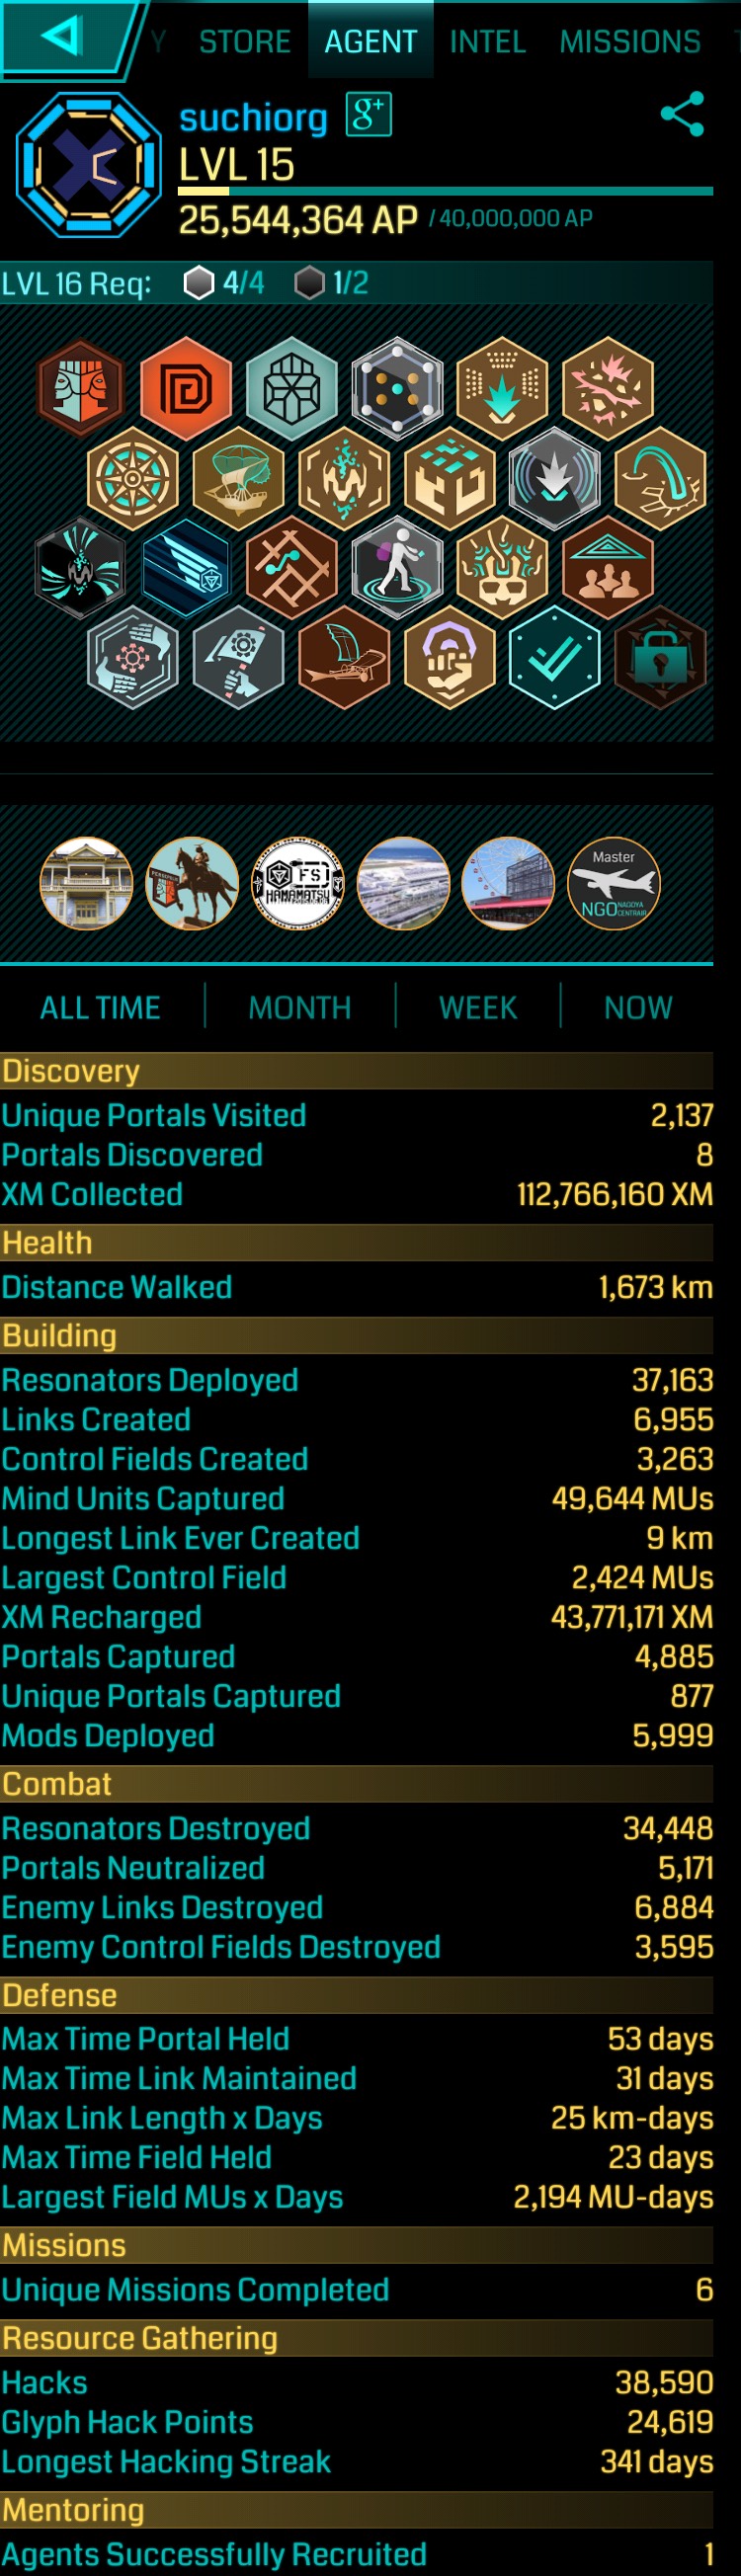 Y STORE AGENT INTEL MISSIONS
suchiorg g+
LVL 15
25,544,364 AP / 40,000,000 AP
LVL 16 Req: 4/4 1/2
PERSEPOLIS
FS
HAMAMATSU
Master
NGO NAGOYA CENTRAIR
ALL TIME MONTH WEEK NOW
Discovery
Unique Portals Visited 2,137
Portals Discovered 8
XM Collected 112,766,160 XM
Health
Distance Walked 1,673 km
Building
Resonators Deployed 37,163
Links Created 6,955
Control Fields Created 3,263
Mind Units Captured 49,644 MUs
Longest Link Ever Created 9 km
Largest Control Field 2,424 MUs
XM Recharged 43,771,171 XM
Portals Captured 4,885
Unique Portals Captured 877
Mods Deployed 5,999
Combat
Resonators Destroyed 34,448
Portals Neutralized 5,171
Enemy Links Destroyed 6,884
Enemy Control Fields Destroyed 3,595
Defense
Max Time Portal Held 53 days
Max Time Link Maintained 31 days
Max Link Length x Days 25 km-days
Max Time Field Held 23 days
Largest Field MUs x Days 2,194 MU-days
Missions
Unique Missions Completed 6
Resource Gathering
Hacks 38,590
Glyph Hack Points 24,619
Longest Hacking Streak 341 days
Mentoring
Agents Successfully Recruited 1